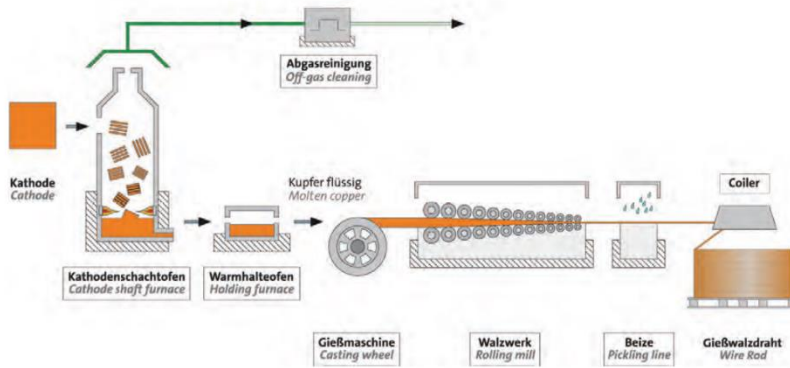 Abgasreinigung
Off-gas cleaning
Kathode
Cathode
Kupfer flüssig
Molten copper
Coiler
Kathodenschachtofen
Cathode shaft furnace
Warmhalteofen
Holding furnace
Gießmaschine
Casting wheel
Walzwerk
Rolling mill
Beize
Pickling line
Gießwalzdraht
Wire Rod